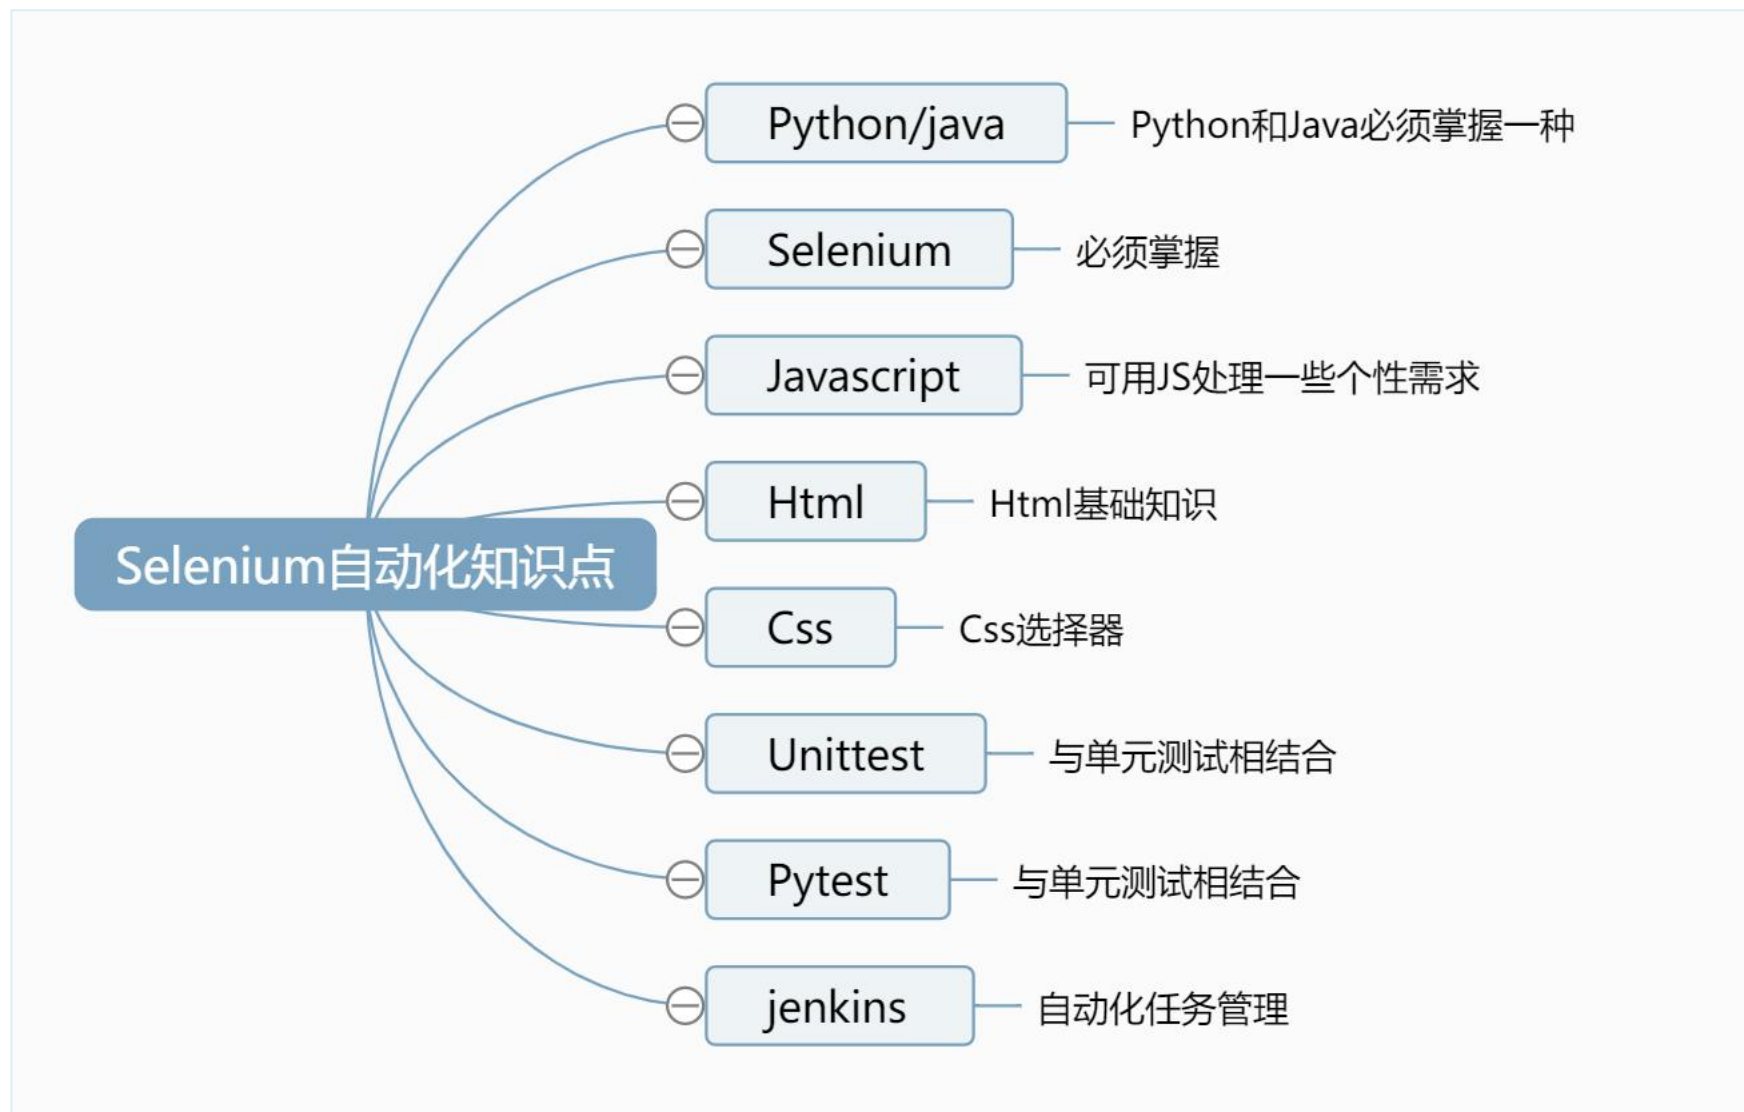 Python/java
Python和Java必须掌握一种
Selenium
必须掌握
Javascript
可用JS处理一些个性需求
Html
Html基础知识
Selenium自动化知识点
Css
Css选择器
Unittest
与单元测试相结合
Pytest
与单元测试相结合
jenkins
自动化任务管理